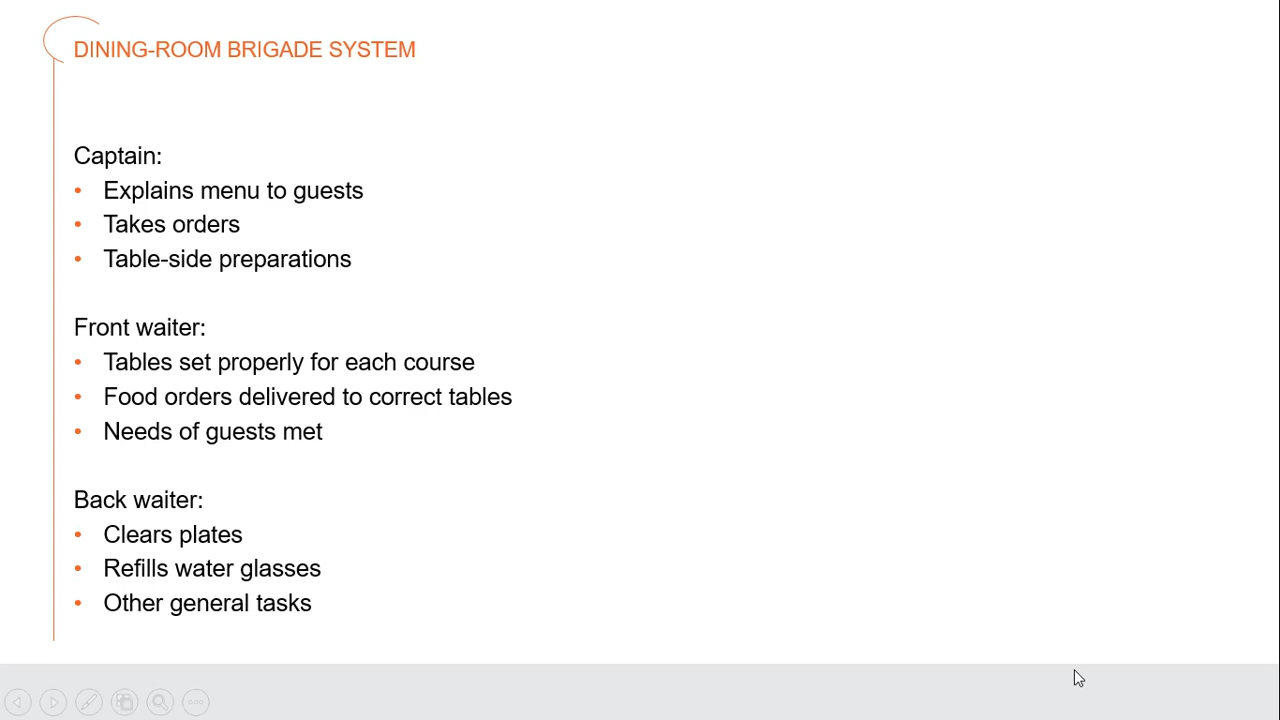 DINING-ROOM BRIGADE SYSTEM
Captain:
• Explains menu to guests
• Takes orders
• Table-side preparations
Front waiter:
• Tables set properly for each course
• Food orders delivered to correct tables
• Needs of guests met
Back waiter:
• Clears plates
• Refills water glasses
• Other general tasks